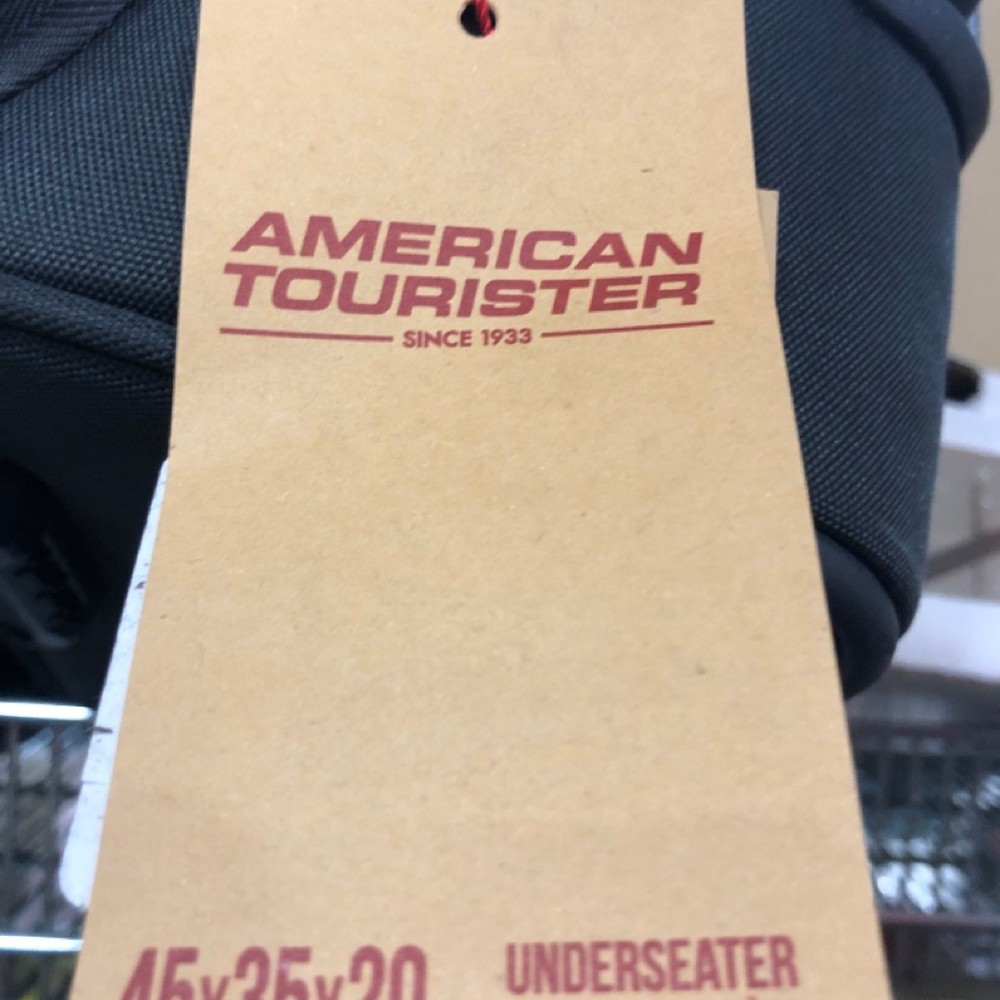 AMERICAN
TOURISTER
SINCE 1933
45x35x20
UNDERSEATER